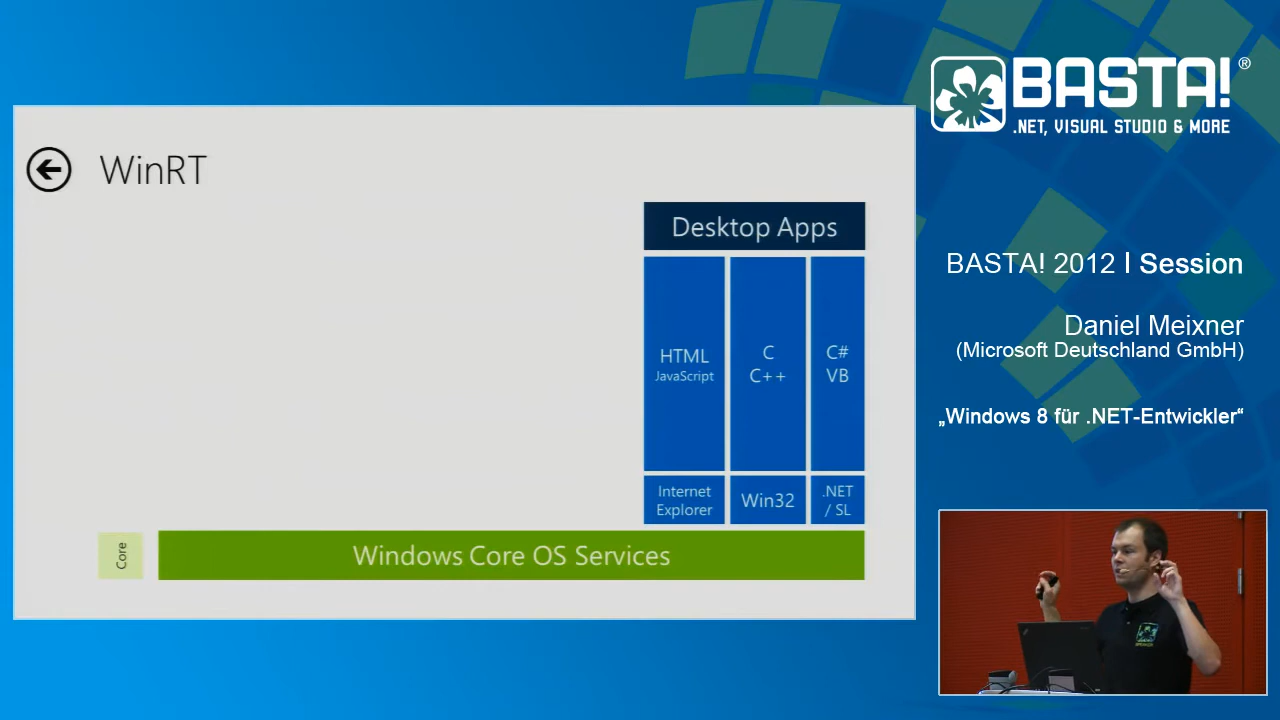 BASTA!®
.NET, VISUAL STUDIO & MORE
WinRT
Desktop Apps
HTML
JavaScript
C
C++
C#
VB
Internet
Explorer
Win32
.NET
/ SL
Core
Windows Core OS Services
BASTA! 2012 I Session
Daniel Meixner
(Microsoft Deutschland GmbH)
„Windows 8 für .NET-Entwickler“